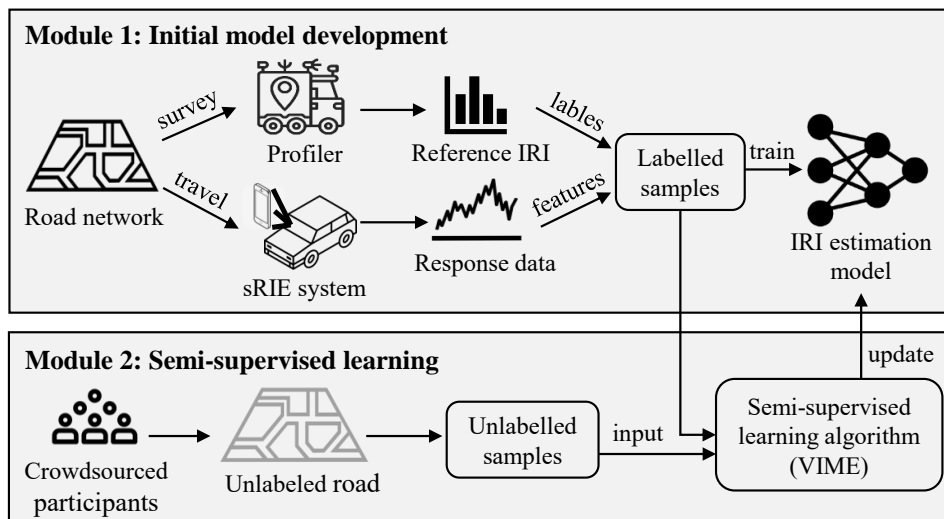 Module 1: Initial model development
survey
Profiler
Reference IRI
lables
Road network
travel
sRIE system
Response data
features
Labelled
samples
train
IRI estimation
model
Module 2: Semi-supervised learning
update
Crowdsourced
participants
Unlabeled road
Unlabelled
samples
input
Semi-supervised
learning algorithm
(VIME)